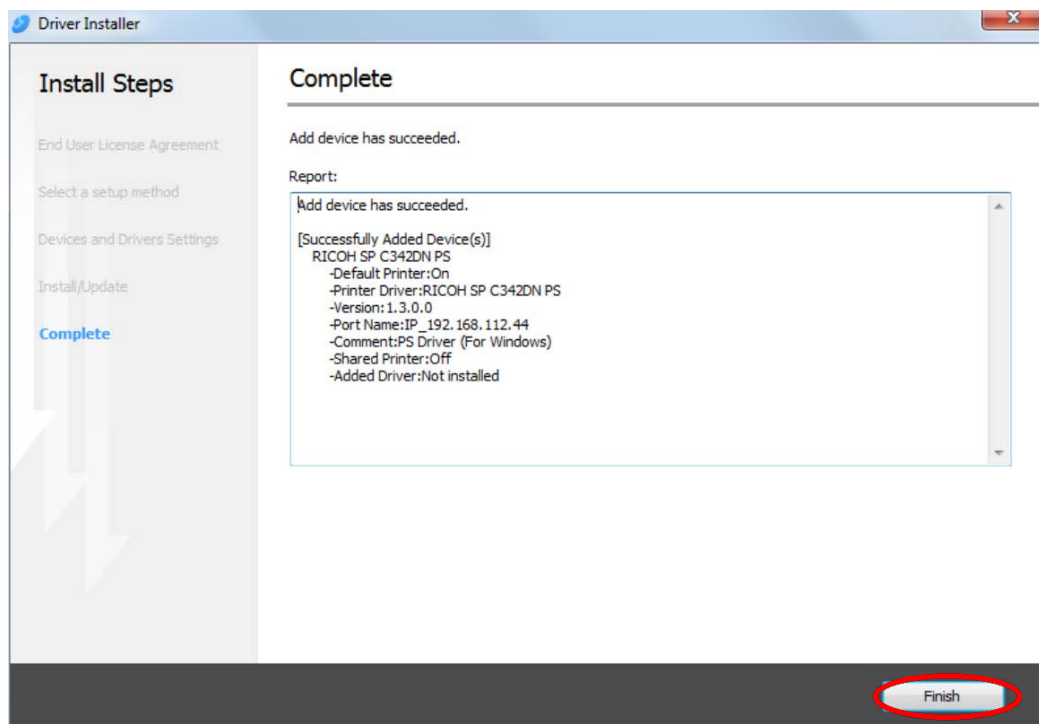 Driver Installer
X
Install Steps
End User License Agreement
Select a setup method
Devices and Drivers Settings
Install/Update
Complete
Complete
Add device has succeeded.
Report:
Add device has succeeded.
[Successfully Added Device(s)]
RICOH SP C342DN PS
-Default Printer:On
-Printer Driver:RICOH SP C342DN PS
-Version:1.3.0.0
-Port Name:IP_192.168.112.44
-Comment:PS Driver (For Windows)
-Shared Printer:Off
-Added Driver:Not installed
Finish